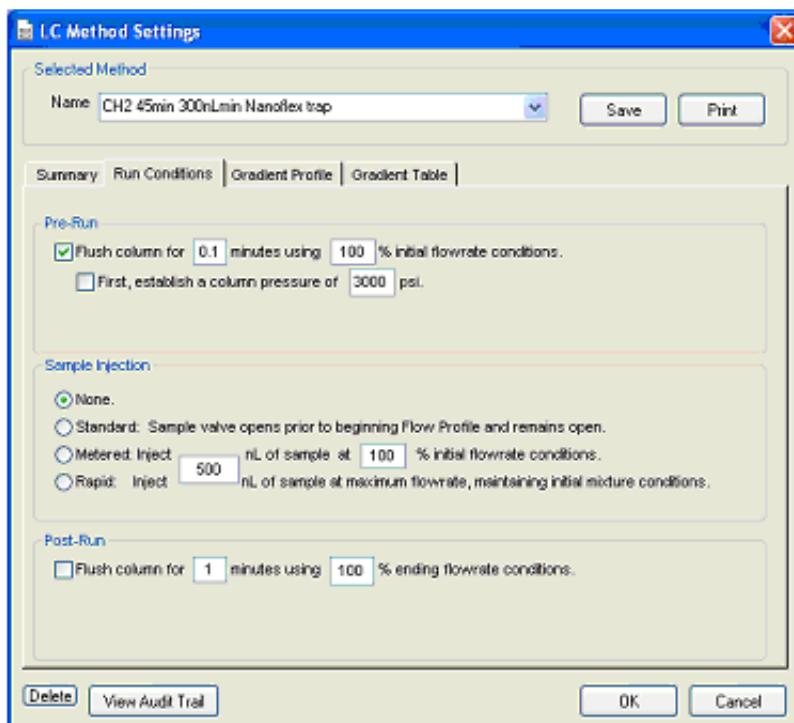 LC Method Settings
Selected Method
Name CH2 45min 300nLmin Nanoflex trap Save Print
Summary Run Conditions Gradient Profile Gradient Table
Pre-Run
Flush column for 0.1 minutes using 100 % initial flowrate conditions.
First, establish a column pressure of 3000 psi.
Sample Injection
None.
Standard: Sample valve opens prior to beginning Flow Profile and remains open.
Metered: Inject nL of sample at 100 % initial flowrate conditions.
500
Rapid: Inject nL of sample at maximum flowrate, maintaining initial mixture conditions.
Post-Run
Flush column for 1 minutes using 100 % ending flowrate conditions.
Delete View Audit Trail OK Cancel